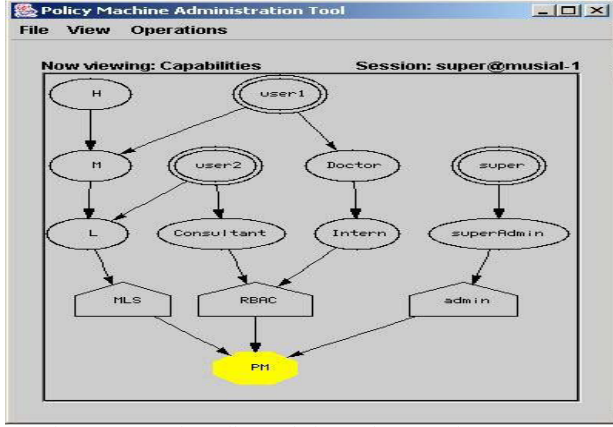 Policy Machine Administration Tool
File View Operations
Now viewing: Capabilities Session: super@musial-1
H user1
M user2 Doctor super
L Consultant Intern superAdmin
MLS RBAC admin
PM